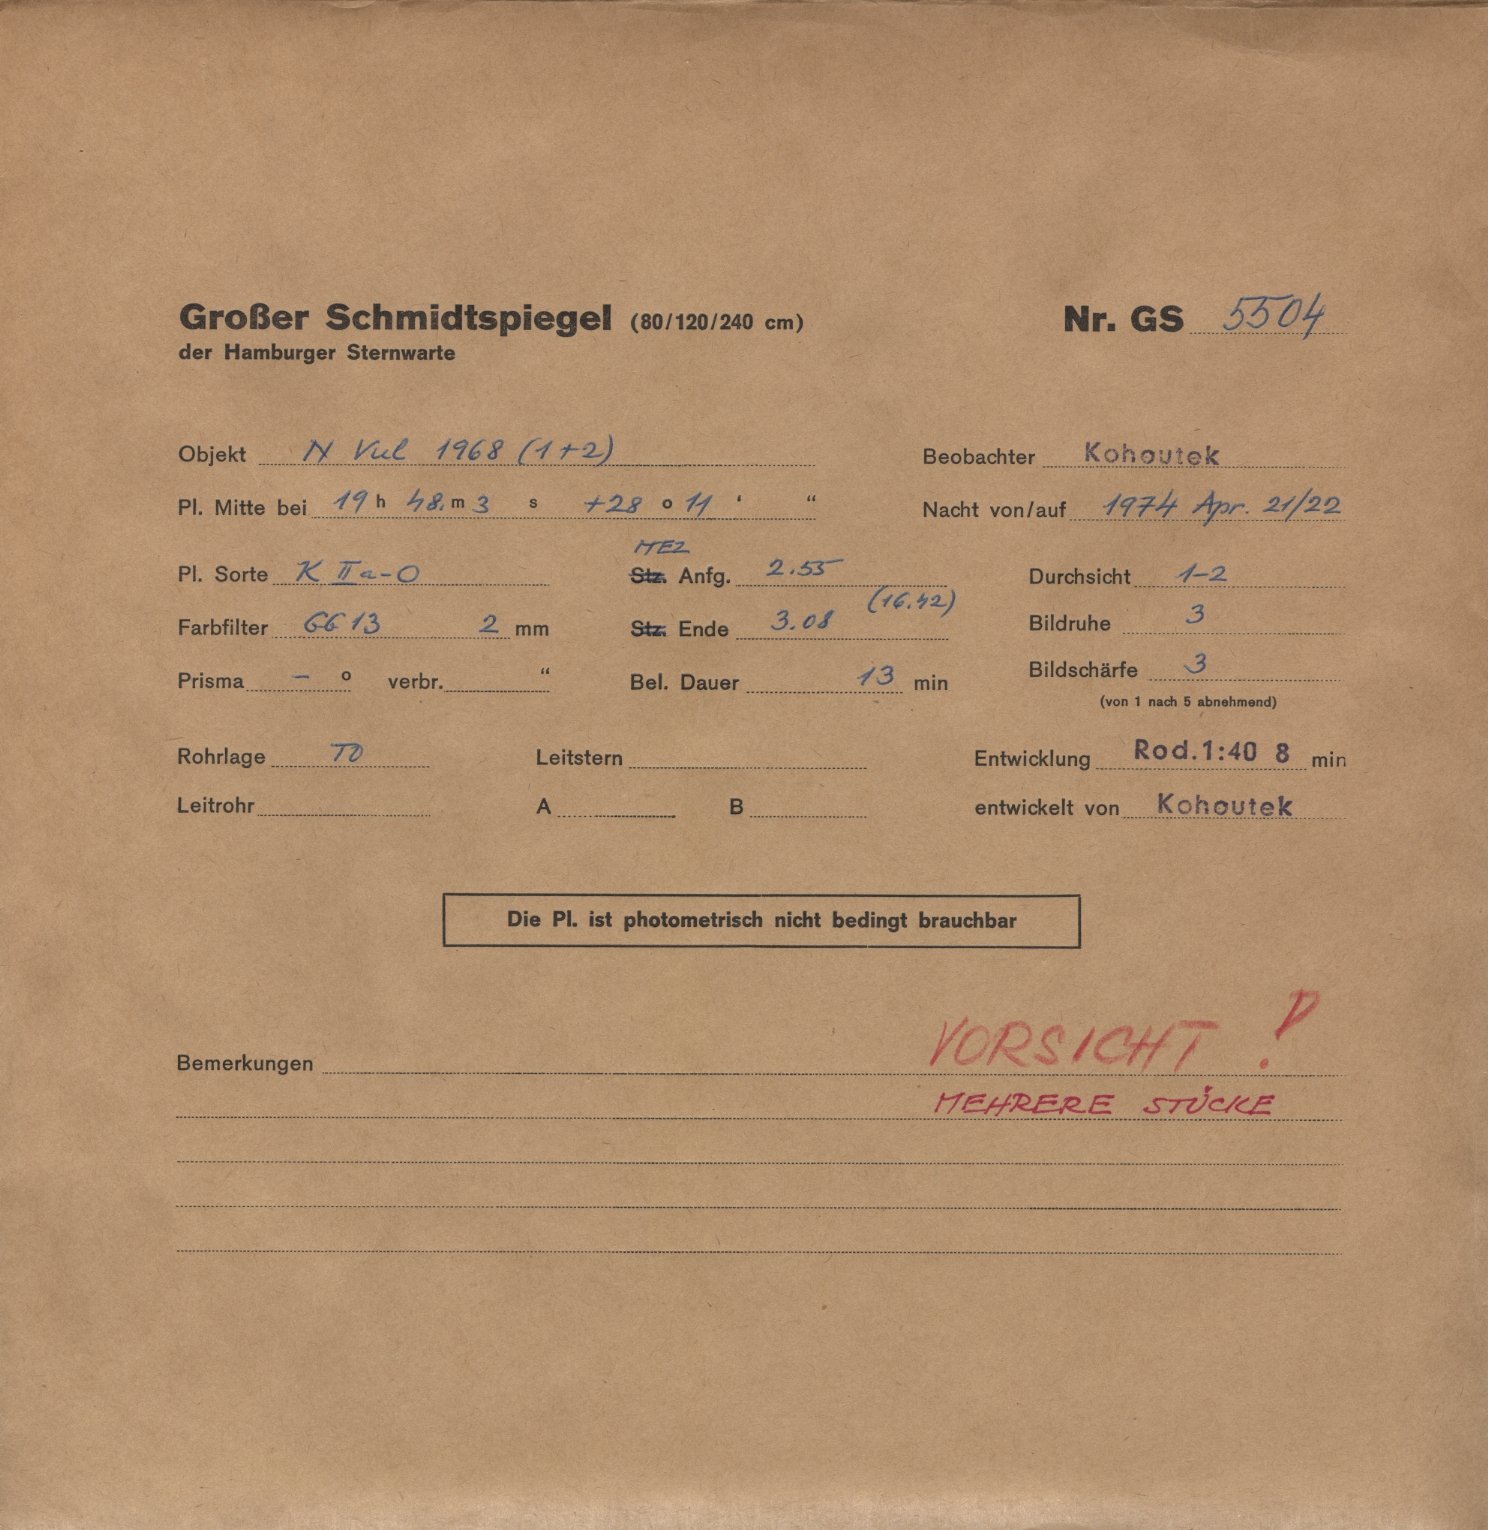 Großer Schmidtspiegel (80/120/240 cm) Nr. GS 5504
der Hamburger Sternwarte
Objekt N Vul 1968 (1+2) Beobachter Kohoutek
Pl. Mitte bei 19 h 48. m 3 s +28 o 11 ' " Nacht von/auf 1974 Apr. 21/22
MEZ
Pl. Sorte K IIa-O Stz. Anfg. 2.55 Durchsicht 1-2
(16.42)
Farbfilter GG 13 2 mm Stz. Ende 3.08 Bildruhe 3
Prisma – o verbr. " Bel. Dauer 13 min Bildschärfe 3
(von 1 nach 5 abnehmend)
Rohrlage TO Leitstern Entwicklung Rod. 1:40 8 min
Leitrohr A B entwickelt von Kohoutek
Die Pl. ist photometrisch nicht bedingt brauchbar
VORSICHT !
Bemerkungen
MEHRERE STÜCKE